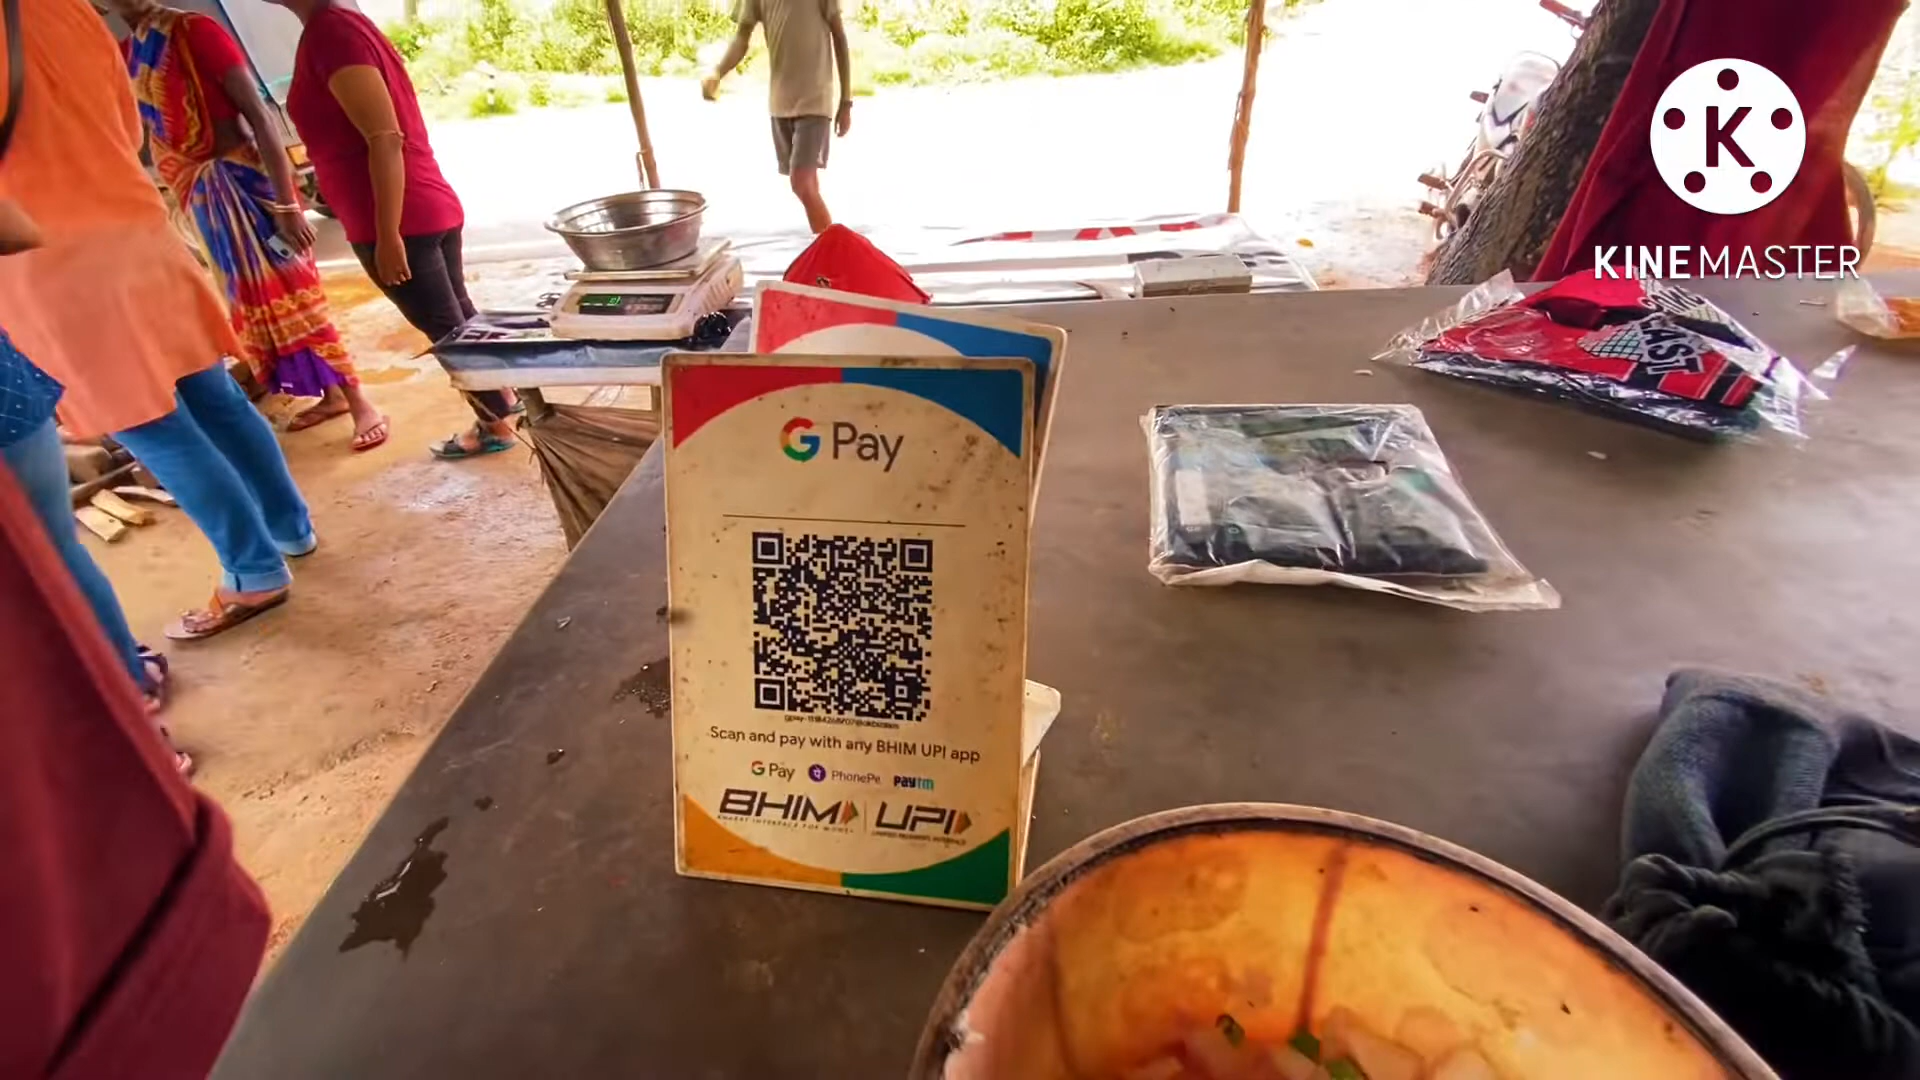 K
KINEMASTER
G Pay
Scan and pay with any BHIM UPI app
G Pay PhonePe Paytm
BHIM UPI